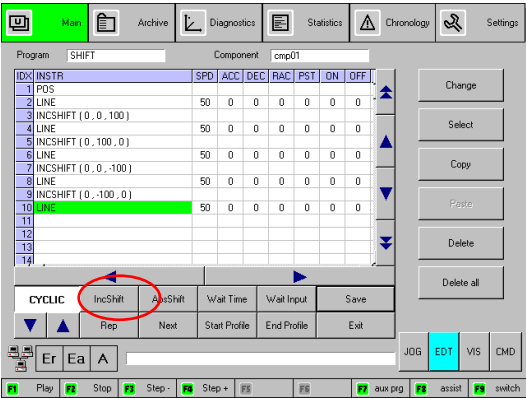 Main Archive Diagnostics Statistics Chronology Settings
Program SHIFT Component cmp01
IDX INSTR SPD ACC DEC RAC PST ON OFF
1 POS
2 LINE 50 0 0 0 0 0 0
3 INCSHIFT ( 0 , 0 , 100 )
4 LINE 50 0 0 0 0 0 0
5 INCSHIFT ( 0 , 100 , 0 )
6 LINE 50 0 0 0 0 0 0
7 INCSHIFT ( 0 , 0 , -100 )
8 LINE 50 0 0 0 0 0 0
9 INCSHIFT ( 0 , -100 , 0 )
10 LINE 50 0 0 0 0 0 0
11
12
13
14
Change
Select
Copy
Paste
Delete
Delete all
CYCLIC IncShift AbsShift Wait Time Wait Input Save
Rep Next Start Profile End Profile Exit
Er Ea A JOG EDT VIS CMD
F1 Play F2 Stop F3 Step - F4 Step + F5 F6 F7 aux prg F8 assist F9 switch